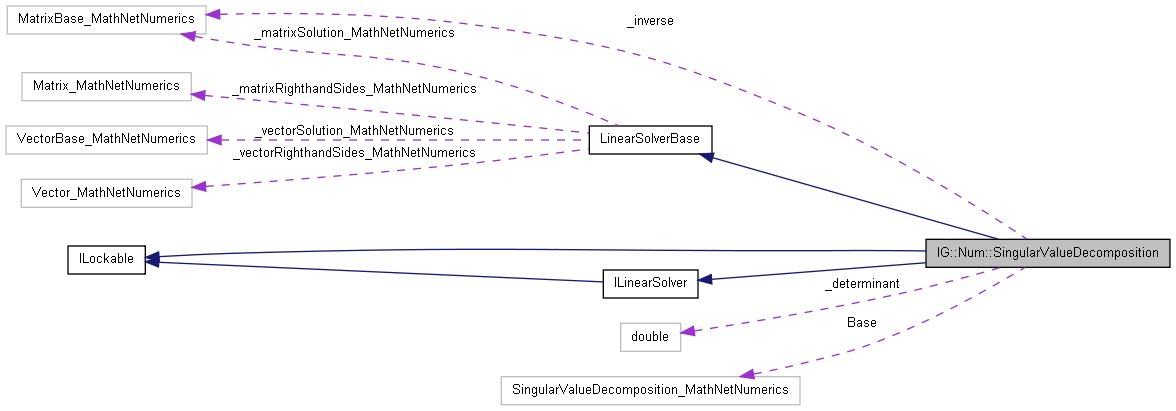 MatrixBase_MathNetNumerics
_inverse
_matrixSolution_MathNetNumerics
Matrix_MathNetNumerics
_matrixRighthandSides_MathNetNumerics
VectorBase_MathNetNumerics
_vectorSolution_MathNetNumerics
LinearSolverBase
_vectorRighthandSides_MathNetNumerics
Vector_MathNetNumerics
ILockable
IG::Num::SingularValueDecomposition
ILinearSolver
_determinant
double
Base
SingularValueDecomposition_MathNetNumerics